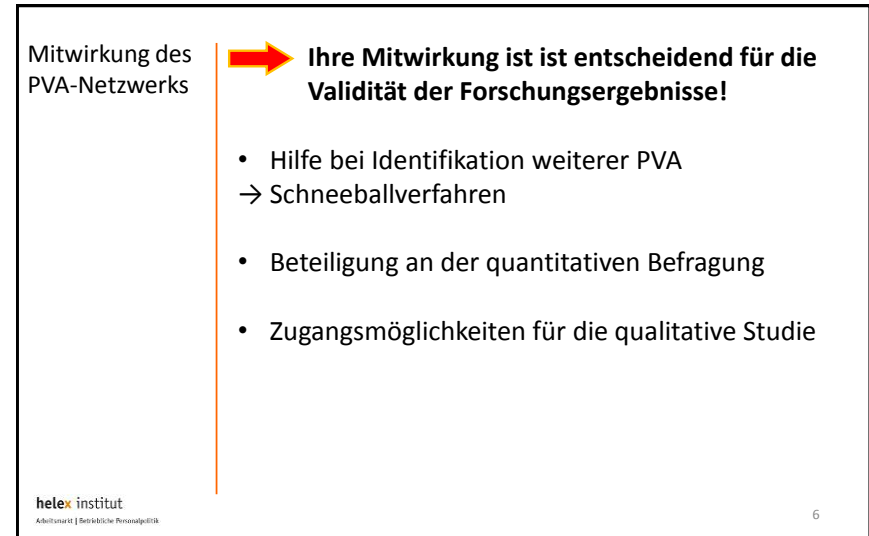 Mitwirkung des
PVA-Netzwerks
Ihre Mitwirkung ist ist entscheidend für die
Validität der Forschungsergebnisse!
• Hilfe bei Identifikation weiterer PVA
→ Schneeballverfahren
• Beteiligung an der quantitativen Befragung
• Zugangsmöglichkeiten für die qualitative Studie
helex institut
Arbeitsmarkt | Betriebliche Personalpolitik
6